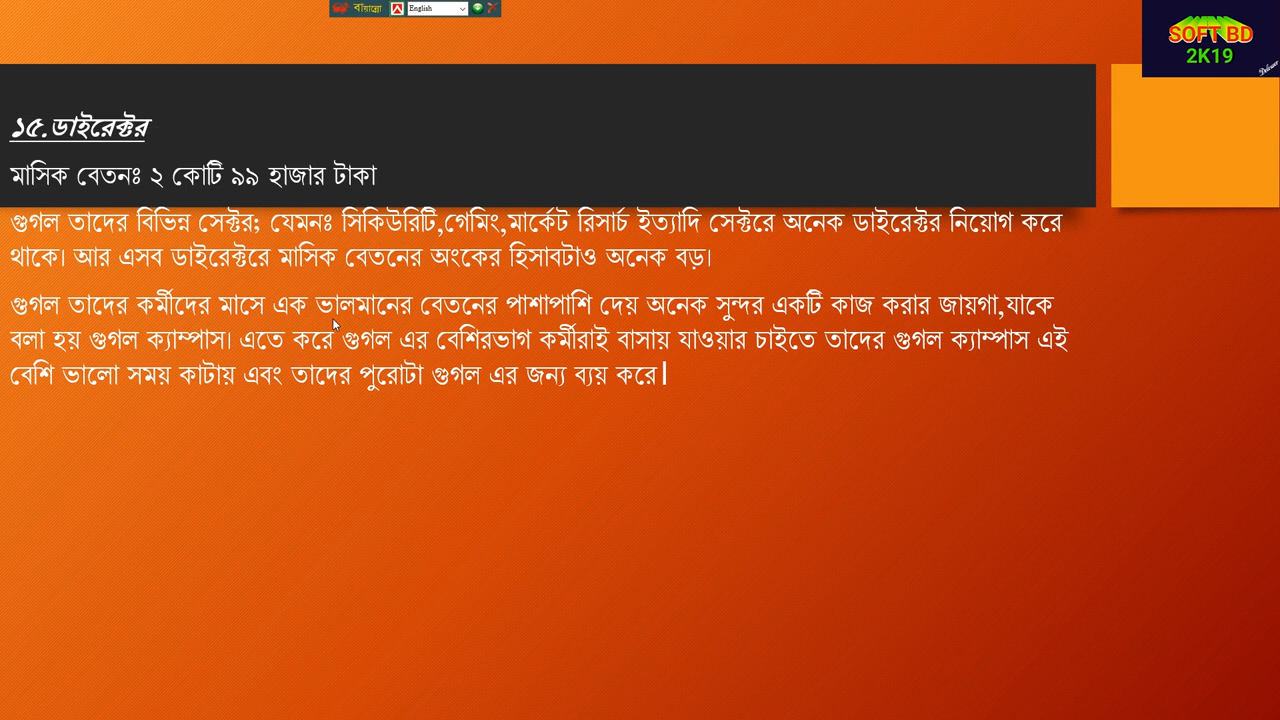 বায়ান্নো
English
SOFT BD
2K19
Delower
১৫.ডাইরেক্টর
মাসিক বেতনঃ ২ কোটি ৯৯ হাজার টাকা
গুগল তাদের বিভিন্ন সেক্টর; যেমনঃ সিকিউরিটি,গেমিং,মার্কেট রিসার্চ ইত্যাদি সেক্টরে অনেক ডাইরেক্টর নিয়োগ করে
থাকে। আর এসব ডাইরেক্টরে মাসিক বেতনের অংকের হিসাবটাও অনেক বড়।
গুগল তাদের কর্মীদের মাসে এক ভালমানের বেতনের পাশাপাশি দেয় অনেক সুন্দর একটি কাজ করার জায়গা,যাকে
বলা হয় গুগল ক্যাম্পাস। এতে করে গুগল এর বেশিরভাগ কর্মীরাই বাসায় যাওয়ার চাইতে তাদের গুগল ক্যাম্পাস এই
বেশি ভালো সময় কাটায় এবং তাদের পুরোটা গুগল এর জন্য ব্যয় করে।